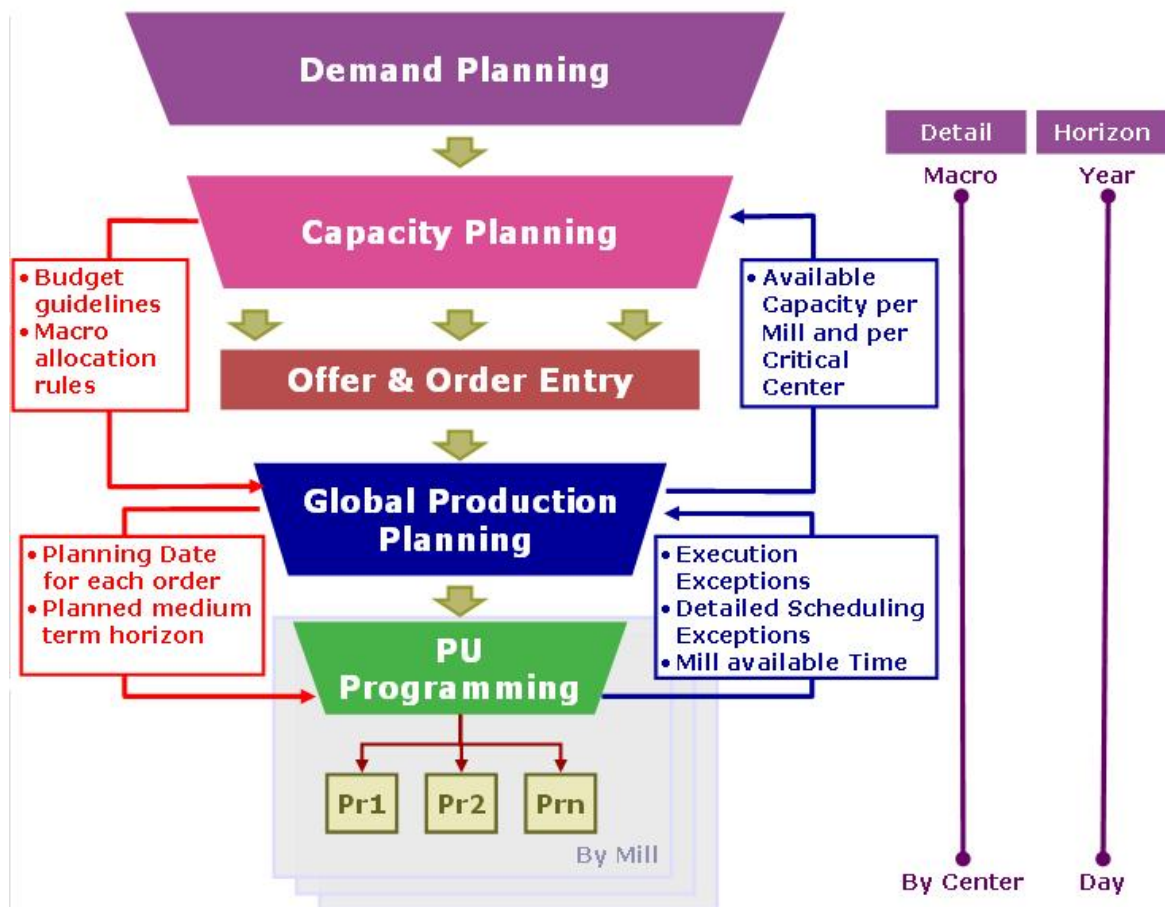 Demand Planning
Detail
Horizon
Macro
Year
Capacity Planning
• Budget
guidelines
• Macro
allocation
rules
• Available
Capacity per
Mill and per
Critical
Center
Offer & Order Entry
Global Production
Planning
• Planning Date
for each order
• Planned medium
term horizon
• Execution
Exceptions
• Detailed Scheduling
Exceptions
• Mill available Time
PU
Programming
Pr1
Pr2
Prn
By Mill
By Center
Day